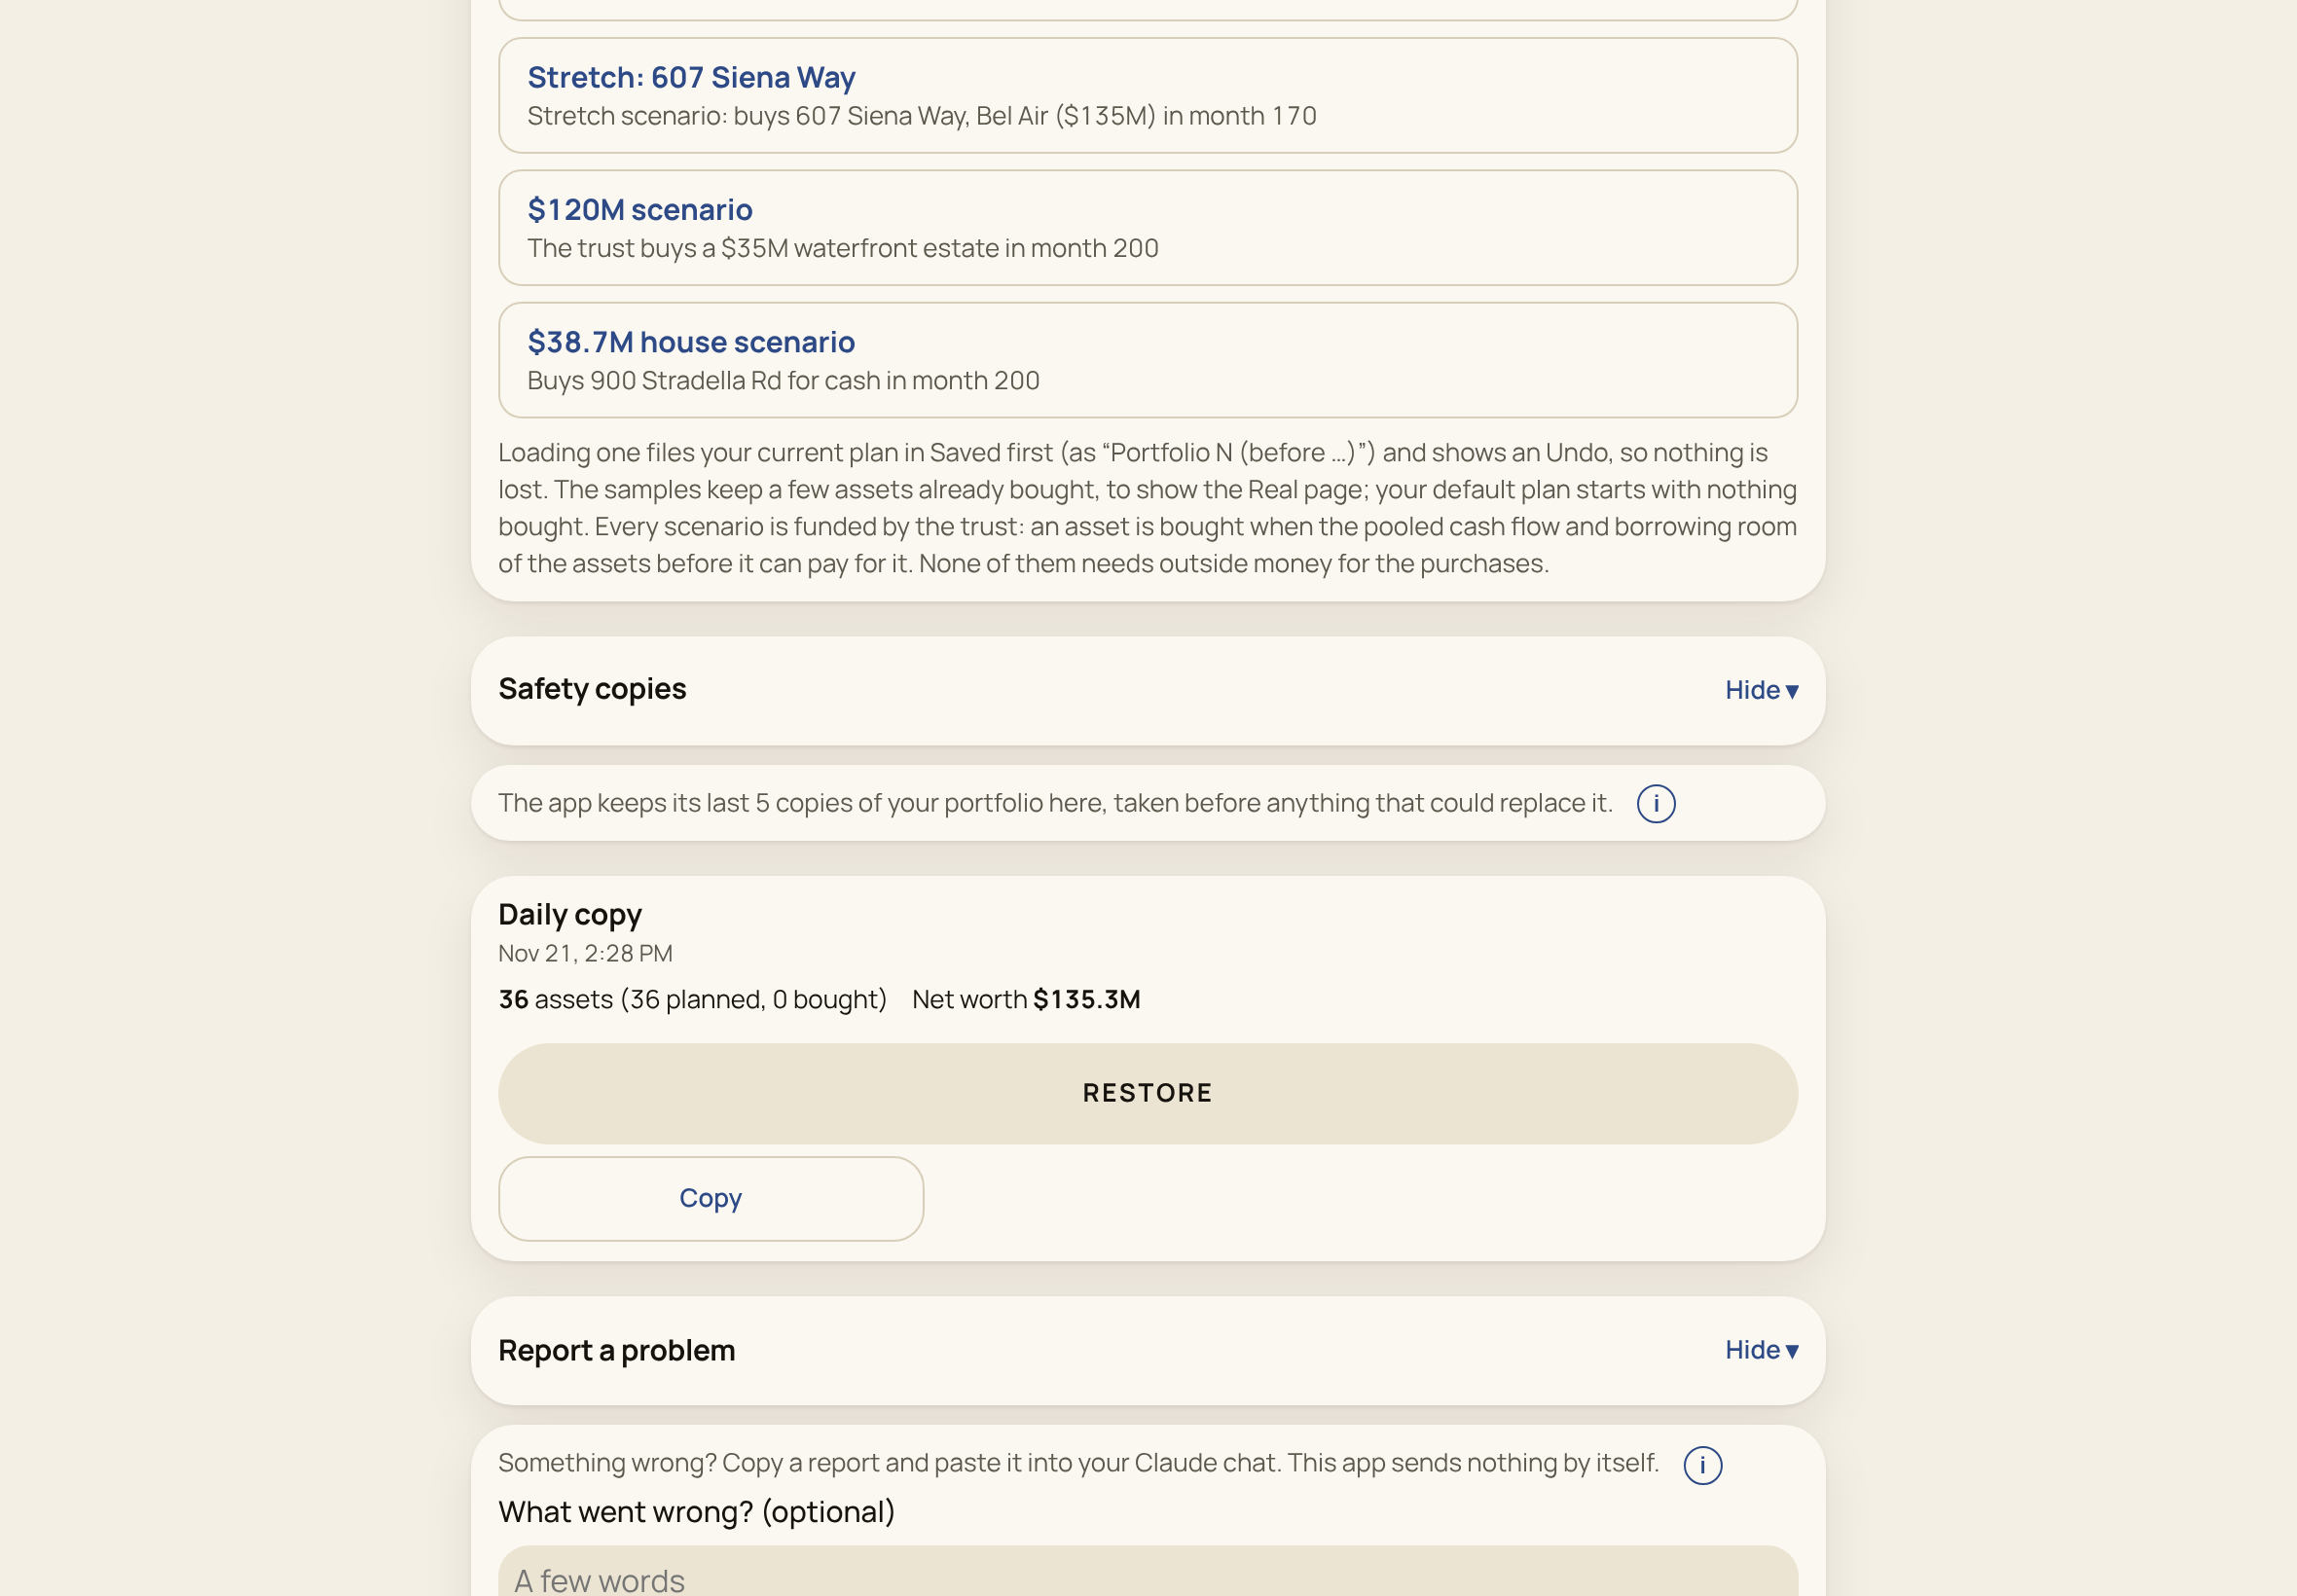 Stretch: 607 Siena Way
Stretch scenario: buys 607 Siena Way, Bel Air ($135M) in month 170
$120M scenario
The trust buys a $35M waterfront estate in month 200
$38.7M house scenario
Buys 900 Stradella Rd for cash in month 200
Loading one files your current plan in Saved first (as “Portfolio N (before …)”) and shows an Undo, so nothing is
lost. The samples keep a few assets already bought, to show the Real page; your default plan starts with nothing
bought. Every scenario is funded by the trust: an asset is bought when the pooled cash flow and borrowing room
of the assets before it can pay for it. None of them needs outside money for the purchases.
Safety copies
Hide ▾
The app keeps its last 5 copies of your portfolio here, taken before anything that could replace it. i
Daily copy
Nov 21, 2:28 PM
36 assets (36 planned, 0 bought) Net worth $135.3M
RESTORE
Copy
Report a problem
Hide ▾
Something wrong? Copy a report and paste it into your Claude chat. This app sends nothing by itself. i
What went wrong? (optional)
A few words